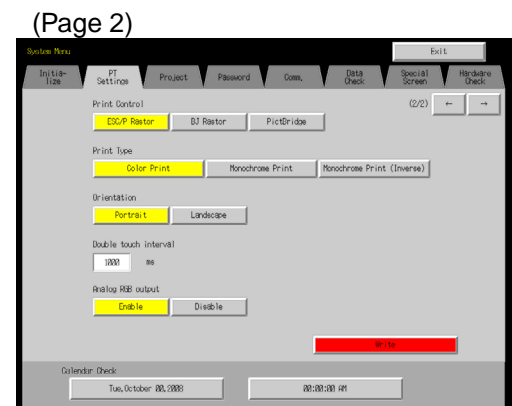 (Page 2)
System Menu
Exit
Initia-
lize
PT
Settings
Project
Password
Comm.
Data
Check
Special
Screen
Hardware
Check
Print Control
(2/2) ← →
ESC/P Raster BJ Raster PictBridge
Print Type
Color Print Monochrome Print Monochrome Print (Inverse)
Orientation
Portrait Landscape
Double touch interval
1000 ms
Analog RGB output
Enable Disable
Write
Calendar Check
Tue,October 00,2008 00:00:00 AM